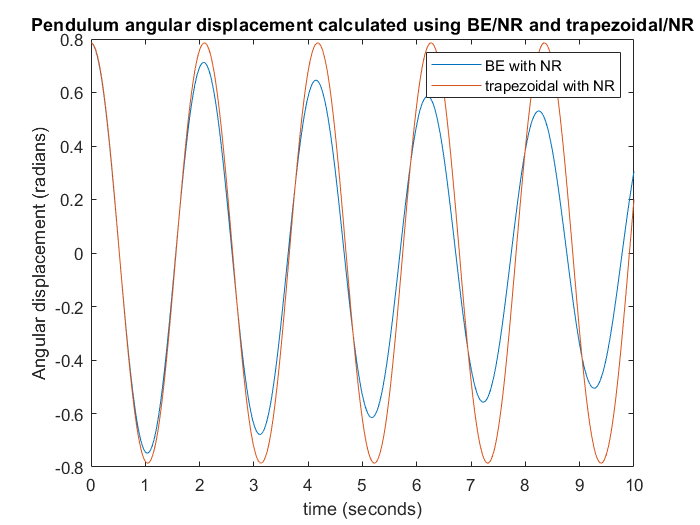 Pendulum angular displacement calculated using BE/NR and trapezoidal/NR
0.8
0.6
0.4
0.2
0
-0.2
-0.4
-0.6
-0.8
Angular displacement (radians)
BE with NR
trapezoidal with NR
0 1 2 3 4 5 6 7 8 9 10
time (seconds)